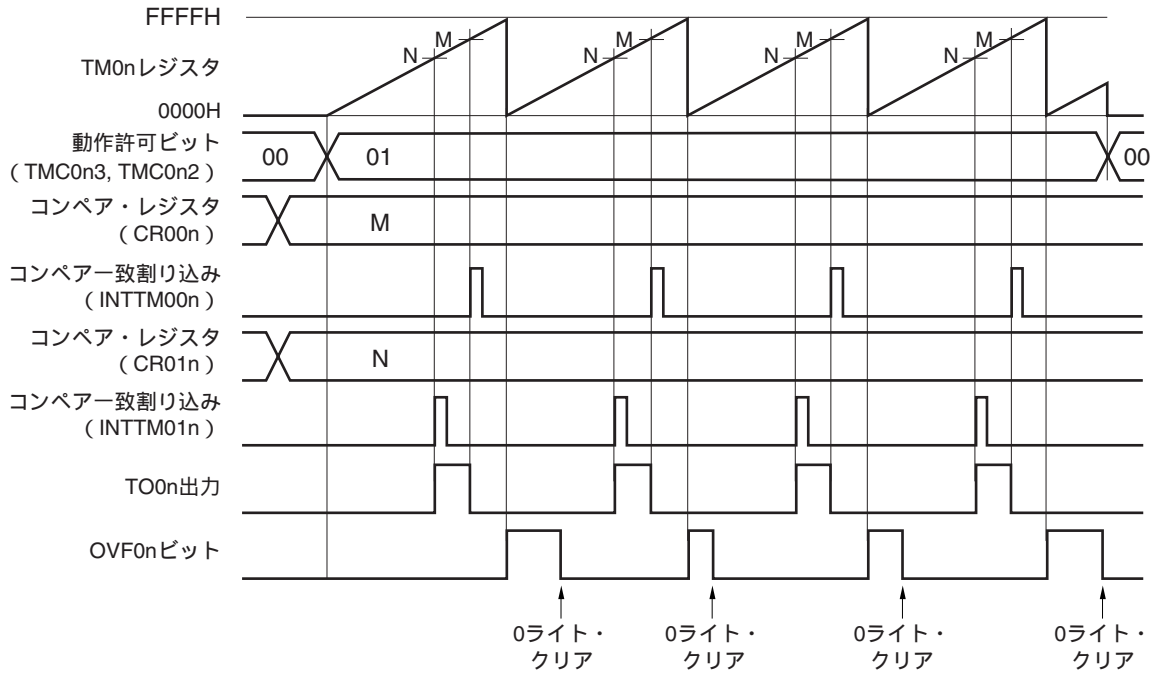 FFFFH
M M M M
N N N N
TM0nレジスタ
0000H
動作許可ビット
( TMC0n3, TMC0n2 )
00 01 00
コンペア・レジスタ
( CR00n )
M
コンペア一致割り込み
( INTTM00n )
コンペア・レジスタ
( CR01n )
N
コンペア一致割り込み
( INTTM01n )
TO0n出力
OVF0nビット
0ライト・ 0ライト・ 0ライト・ 0ライト・
クリア クリア クリア クリア